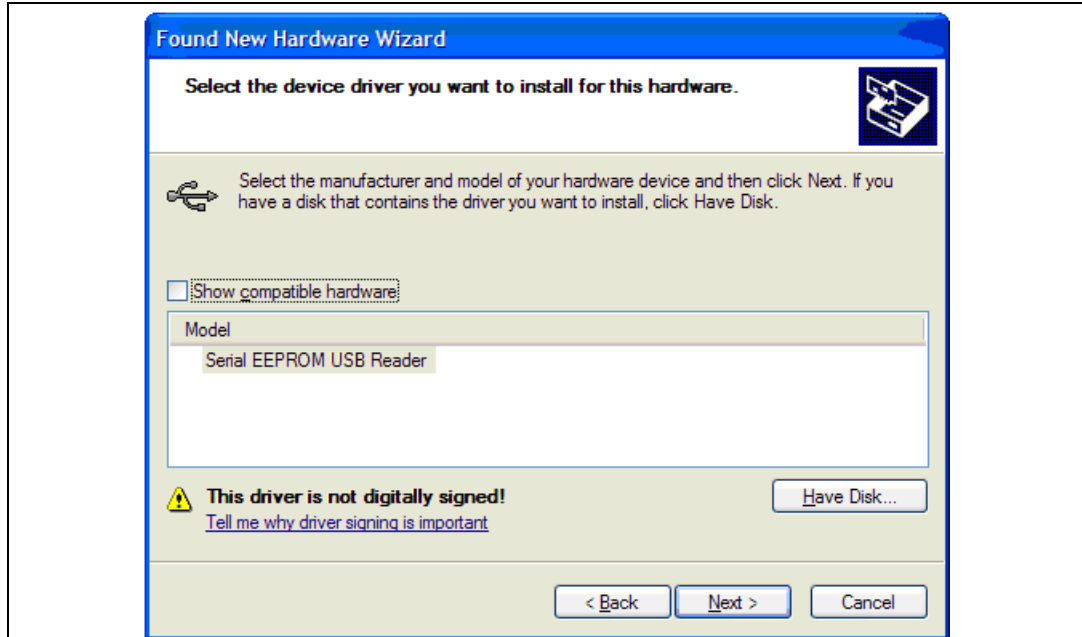 Found New Hardware Wizard
Select the device driver you want to install for this hardware.
Select the manufacturer and model of your hardware device and then click Next. If you
have a disk that contains the driver you want to install, click Have Disk.
Show compatible hardware
Model
Serial EEPROM USB Reader
This driver is not digitally signed!
Have Disk...
Tell me why driver signing is important
< Back
Next >
Cancel